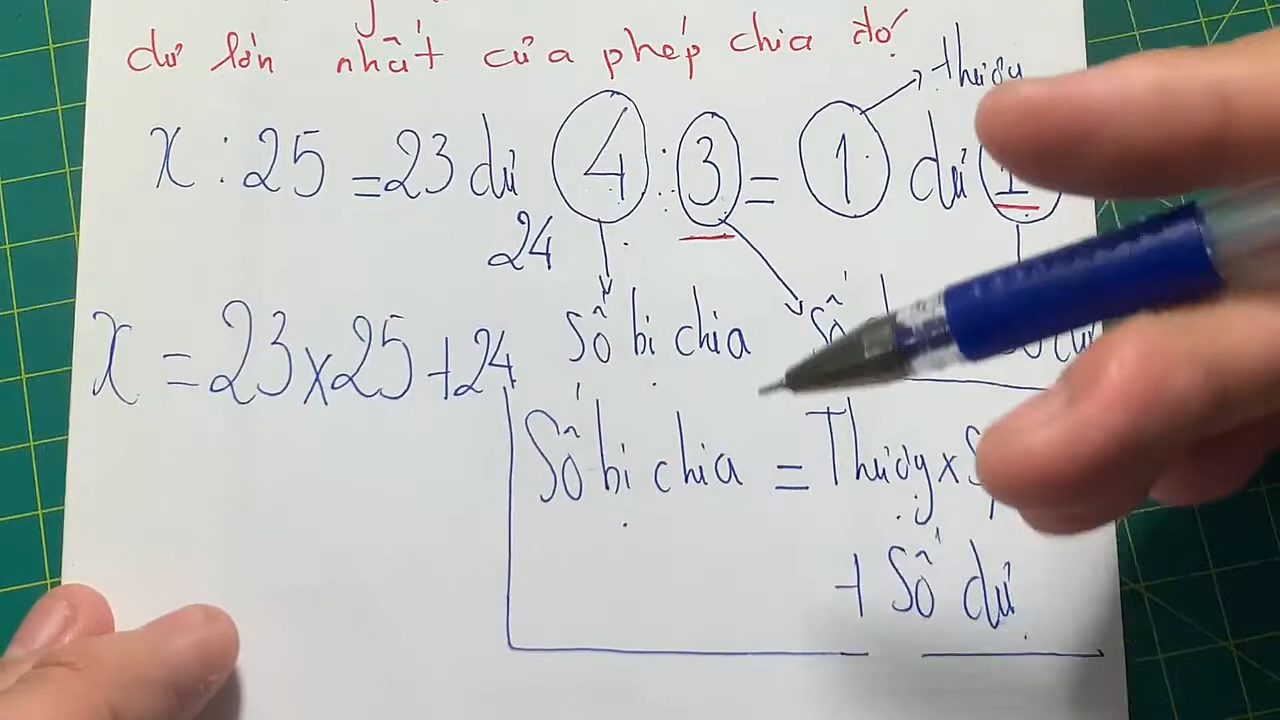 dư lớn nhất của phép chia đó
thương
x : 25 = 23 dư 4 : 3 = 1 dư 1
24
Số bị chia Số
x = 23 x 25 + 24
Số bị chia = Thương x
+ Số dư